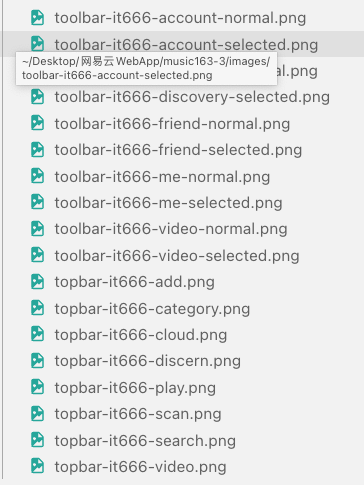 toolbar-it666-account-normal.png
toolbar-it666-account-selected.png
~/Desktop/网易云WebApp/music163-3/images/
toolbar-it666-account-selected.png
al.png
toolbar-it666-discovery-selected.png
toolbar-it666-friend-normal.png
toolbar-it666-friend-selected.png
toolbar-it666-me-normal.png
toolbar-it666-me-selected.png
toolbar-it666-video-normal.png
toolbar-it666-video-selected.png
topbar-it666-add.png
topbar-it666-category.png
topbar-it666-cloud.png
topbar-it666-discern.png
topbar-it666-play.png
topbar-it666-scan.png
topbar-it666-search.png
topbar-it666-video.png